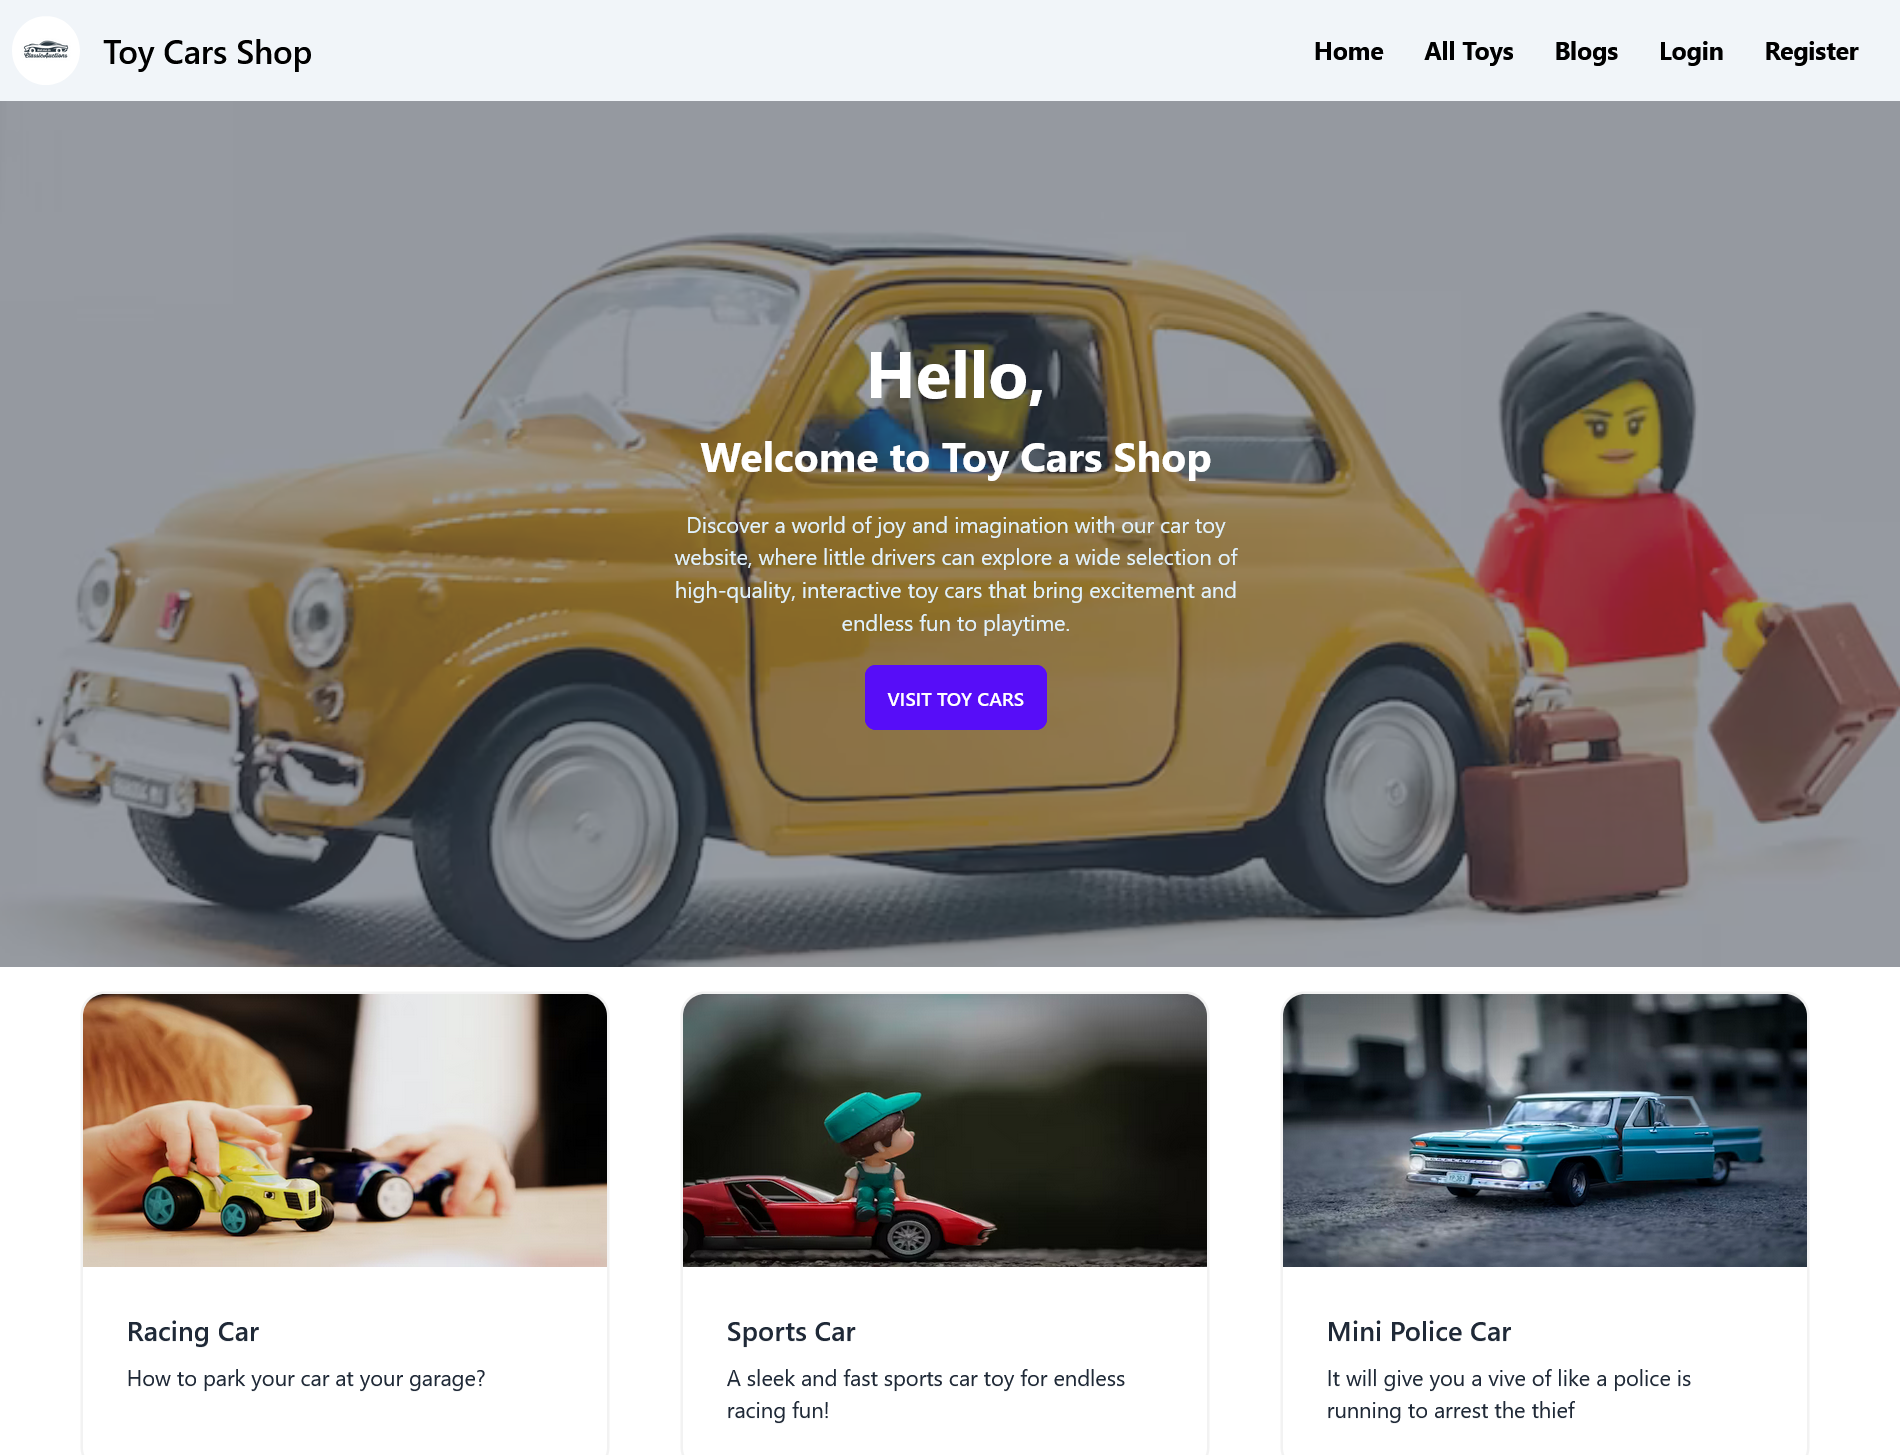 Toy Cars Shop
Home All Toys Blogs Login Register
Hello,
Welcome to Toy Cars Shop
Discover a world of joy and imagination with our car toy
website, where little drivers can explore a wide selection of
high-quality, interactive toy cars that bring excitement and
endless fun to playtime.
VISIT TOY CARS
Racing Car
How to park your car at your garage?
Sports Car
A sleek and fast sports car toy for endless
racing fun!
Mini Police Car
It will give you a vive of like a police is
running to arrest the thief